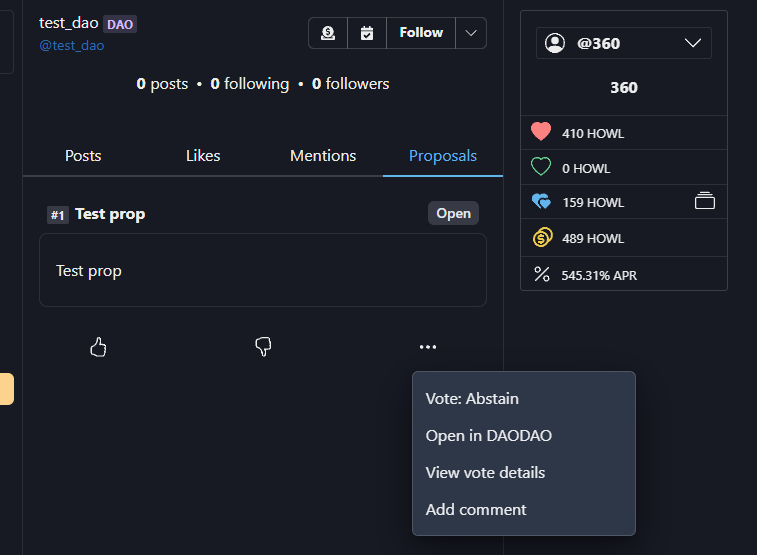 test_dao DAO
@test_dao
Follow
0 posts • 0 following • 0 followers
Posts Likes Mentions Proposals
#1 Test prop Open
Test prop
Vote: Abstain
Open in DAODAO
View vote details
Add comment
@360
360
410 HOWL
0 HOWL
159 HOWL
489 HOWL
545.31% APR